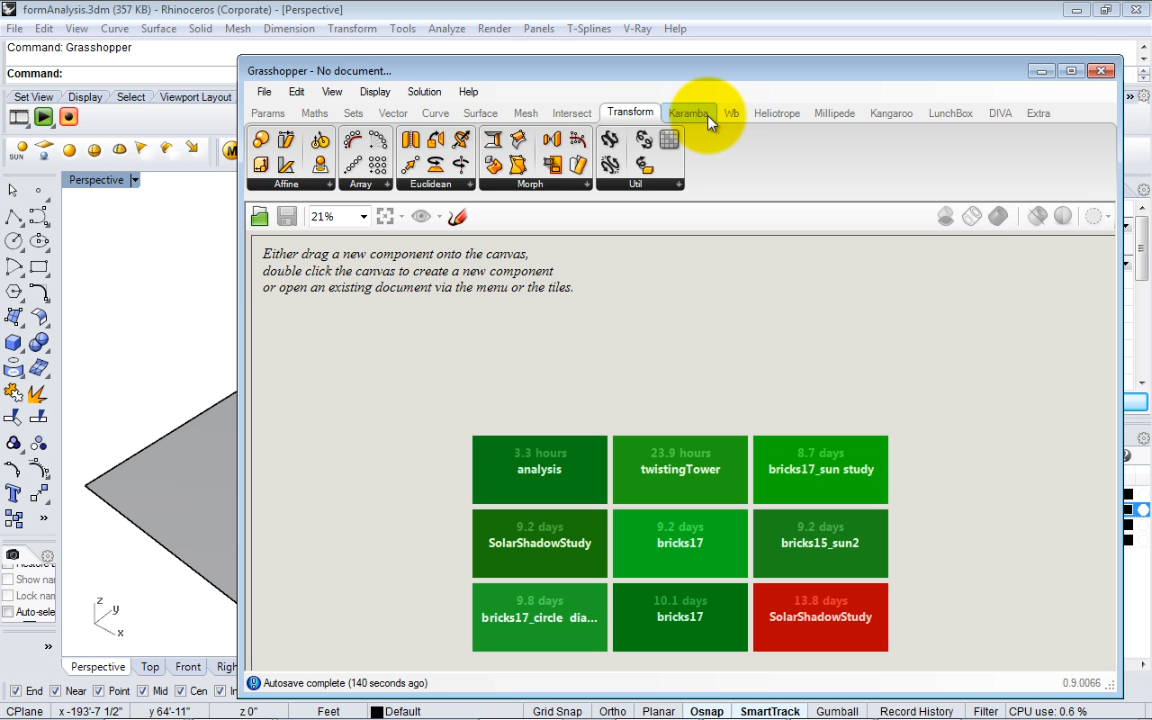 formAnalysis.3dm (357 KB) - Rhinoceros (Corporate) - [Perspective]
File Edit View Curve Surface Solid Mesh Dimension Transform Tools Analyze Render Panels T-Splines V-Ray Help
Command: Grasshopper
Command:
Set View Display Select Viewport Layout
SUN
Perspective
Grasshopper - No document...
File Edit View Display Solution Help
Params Maths Sets Vector Curve Surface Mesh Intersect Transform Karamba Wb Heliotrope Millipede Kangaroo LunchBox DIVA Extra
Affine Array Euclidean Morph Util
21%
Either drag a new component onto the canvas,
double click the canvas to create a new component
or open an existing document via the menu or the tiles.
3.3 hours
analysis
23.9 hours
twistingTower
8.7 days
bricks17_sun study
9.2 days
SolarShadowStudy
9.2 days
bricks17
9.2 days
bricks15_sun2
9.8 days
bricks17_circle dia...
10.1 days
bricks17
13.8 days
SolarShadowStudy
Autosave complete (140 seconds ago)
0.9.0066
Show nar
Lock nam
Auto-sele
z
y
x
Perspective Top Front Righ
End Near Point Mid Cen
CPlane x -193'-7 1/2" y 64'-11" z 0" Feet Default Grid Snap Ortho Planar Osnap SmartTrack Gumball Record History Filter CPU use: 0.6 %